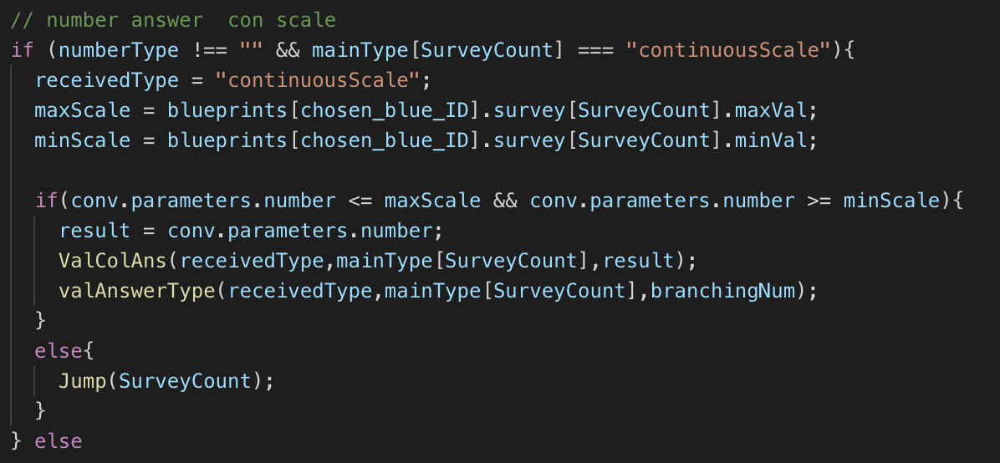 // number answer  con scale
if (numberType !== "" && mainType[SurveyCount] === "continuousScale"){
  receivedType = "continuousScale";
  maxScale = blueprints[chosen_blue_ID].survey[SurveyCount].maxVal;
  minScale = blueprints[chosen_blue_ID].survey[SurveyCount].minVal;

  if(conv.parameters.number <= maxScale && conv.parameters.number >= minScale){
    result = conv.parameters.number;
    ValColAns(receivedType,mainType[SurveyCount],result);
    valAnswerType(receivedType,mainType[SurveyCount],branchingNum);
  }
  else{
    Jump(SurveyCount);
  }
} else